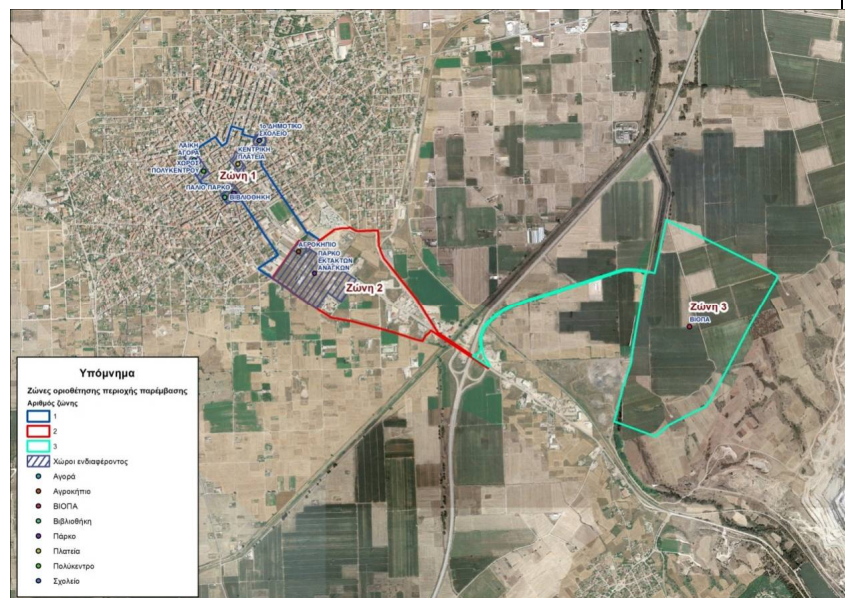 1ο ΔΗΜΟΤΙΚΟ
ΣΧΟΛΕΙΟ
ΛΑΙΚΗ
ΑΓΟΡΑ
ΚΕΝΤΡΙΚΗ
ΠΛΑΤΕΙΑ
ΧΩΡΟΣ
ΠΟΛΥΚΕΝΤΡΟΥ
Ζώνη 1
ΠΑΛΙΟ ΠΑΡΚΟ
ΒΙΒΛΙΟΘΗΚΗ
ΑΓΡΟΚΗΠΙΟ
ΠΑΡΚΟ
ΕΚΤΑΚΤΩΝ
ΑΝΑΓΚΩΝ
Ζώνη 2
Ζώνη 3
ΒΙΟΠΑ
Υπόμνημα
Ζώνες οριοθέτησης περιοχής παρέμβασης
Αριθμός ζώνης
1
2
3
Χώροι ενδιαφέροντος
Αγορά
Αγροκήπιο
ΒΙΟΠΑ
Βιβλιοθήκη
Πάρκο
Πλατεία
Πολύκεντρο
Σχολείο